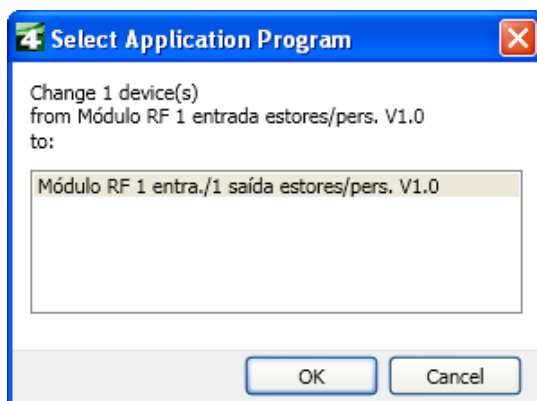 4 Select Application Program
Change 1 device(s)
from Módulo RF 1 entrada estores/pers. V1.0
to:
Módulo RF 1 entra./1 saída estores/pers. V1.0
OK Cancel